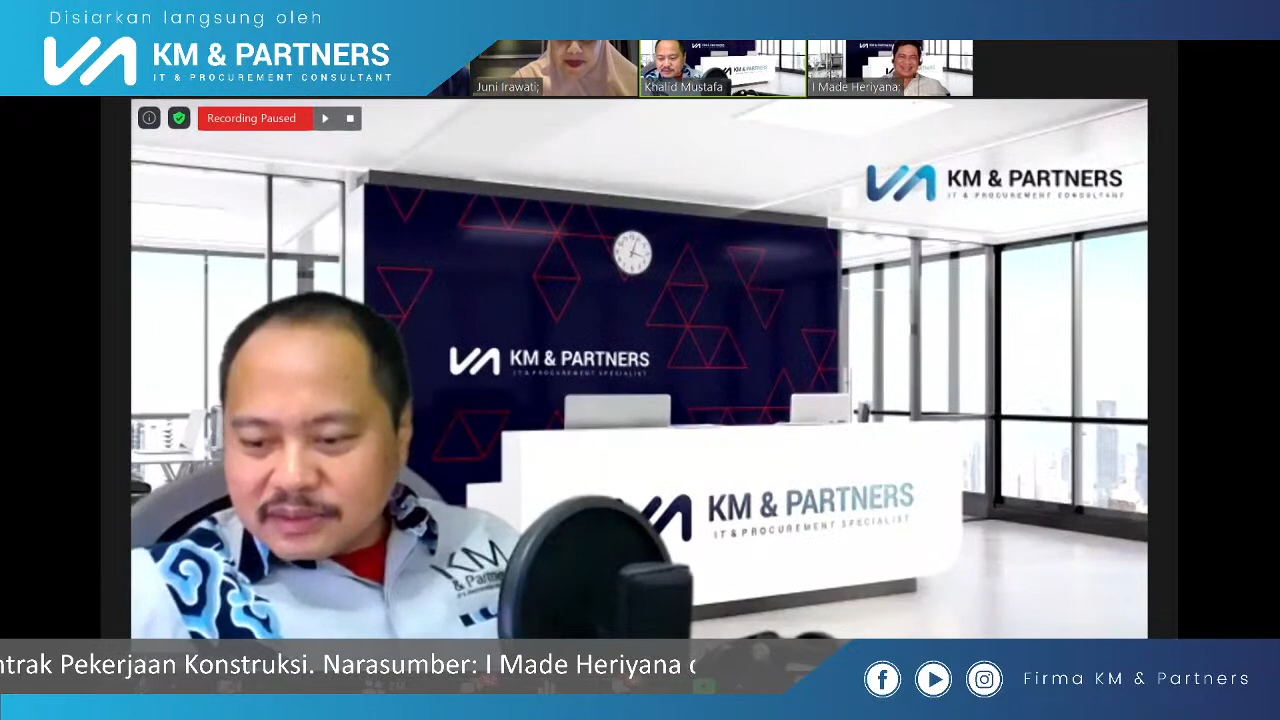 Disiarkan langsung oleh
KM & PARTNERS
IT & PROCUREMENT CONSULTANT
Juni Irawati;
Khalid Mustafa
I Made Heriyana;
Recording Paused
KM & PARTNERS
IT & PROCUREMENT CONSULTANT
KM & PARTNERS
IT & PROCUREMENT SPECIALIST
KM & PARTNERS
IT & PROCUREMENT SPECIALIST
KM
& Partne
ntrak Pekerjaan Konstruksi. Narasumber: I Made Heriyana
Firma KM & Partners